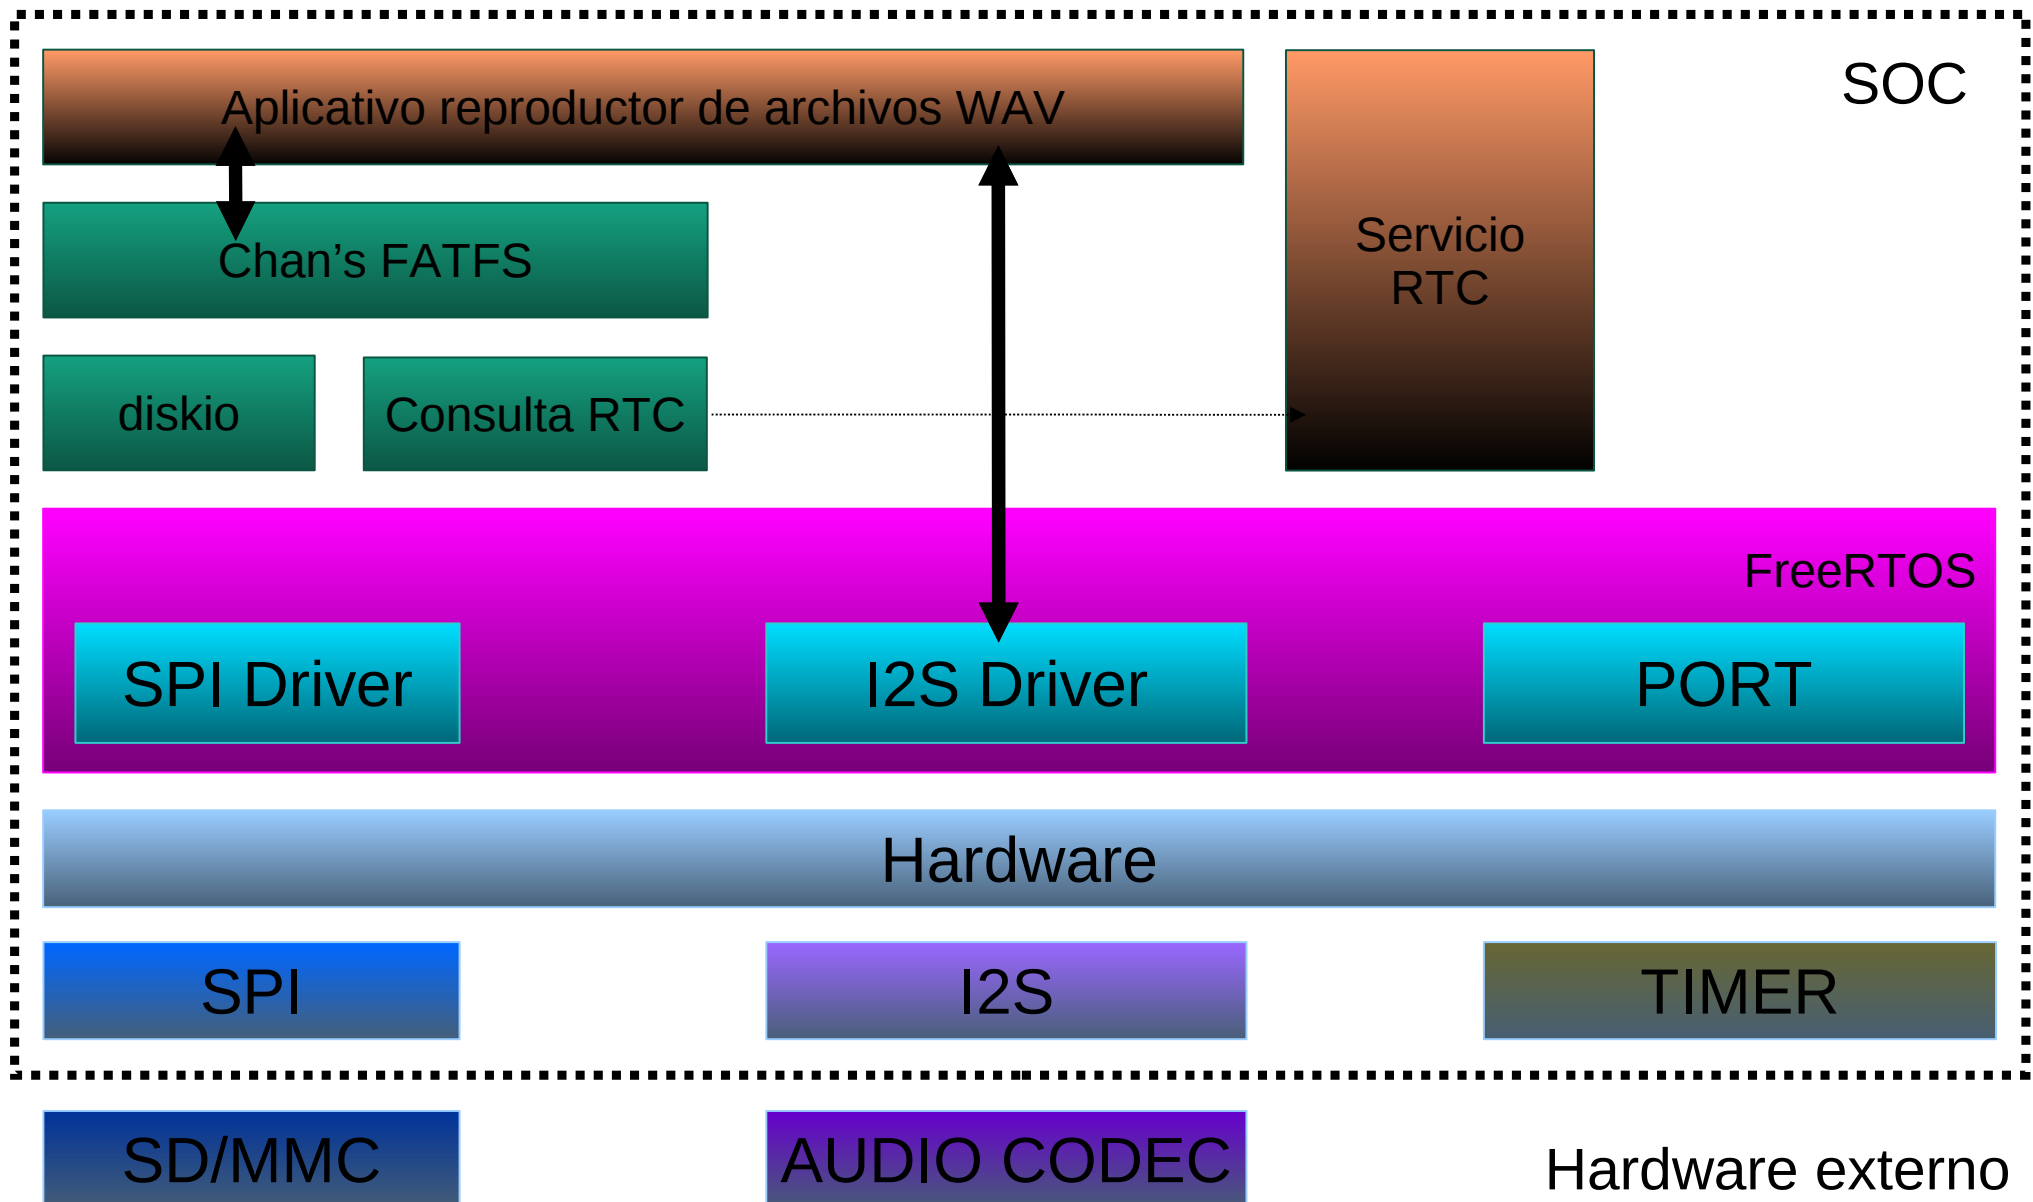 SOC
Aplicativo reproductor de archivos WAV
Servicio
RTC
Chan’s FATFS
diskio
Consulta RTC
FreeRTOS
SPI Driver
I2S Driver
PORT
Hardware
SPI
I2S
TIMER
SD/MMC
AUDIO CODEC
Hardware externo